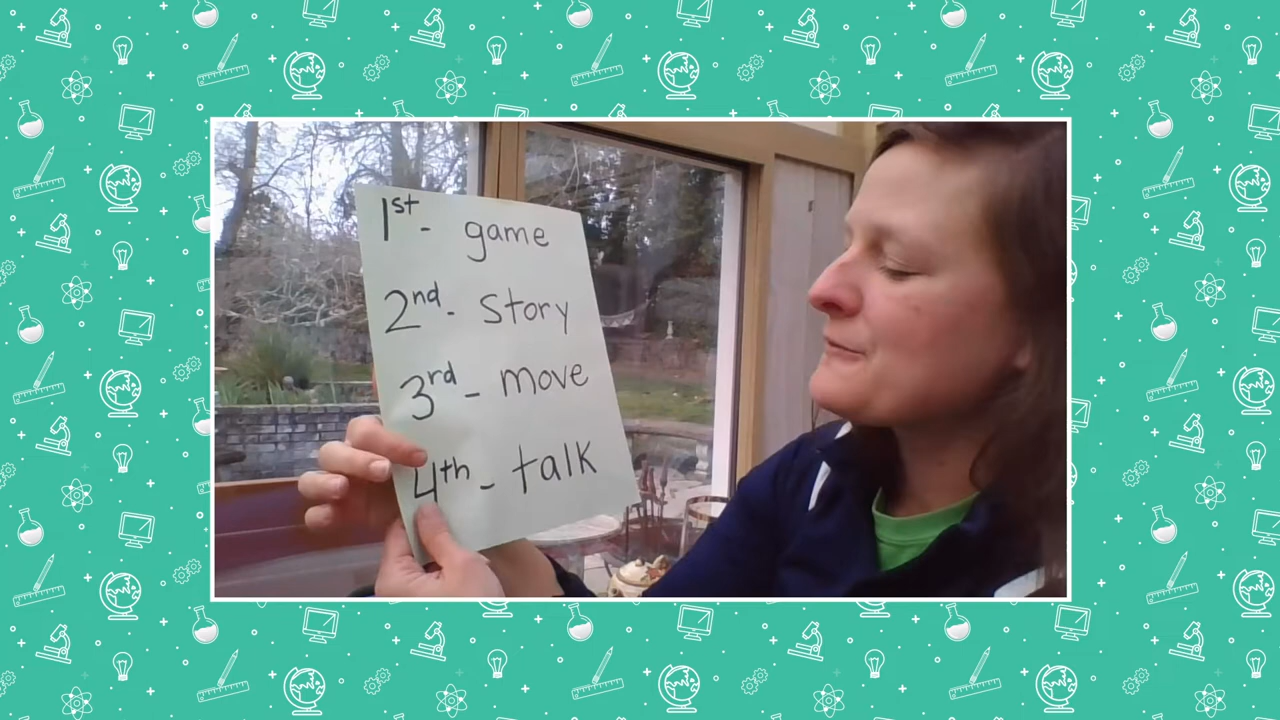 1st - game
2nd - story
3rd - move
4th - talk